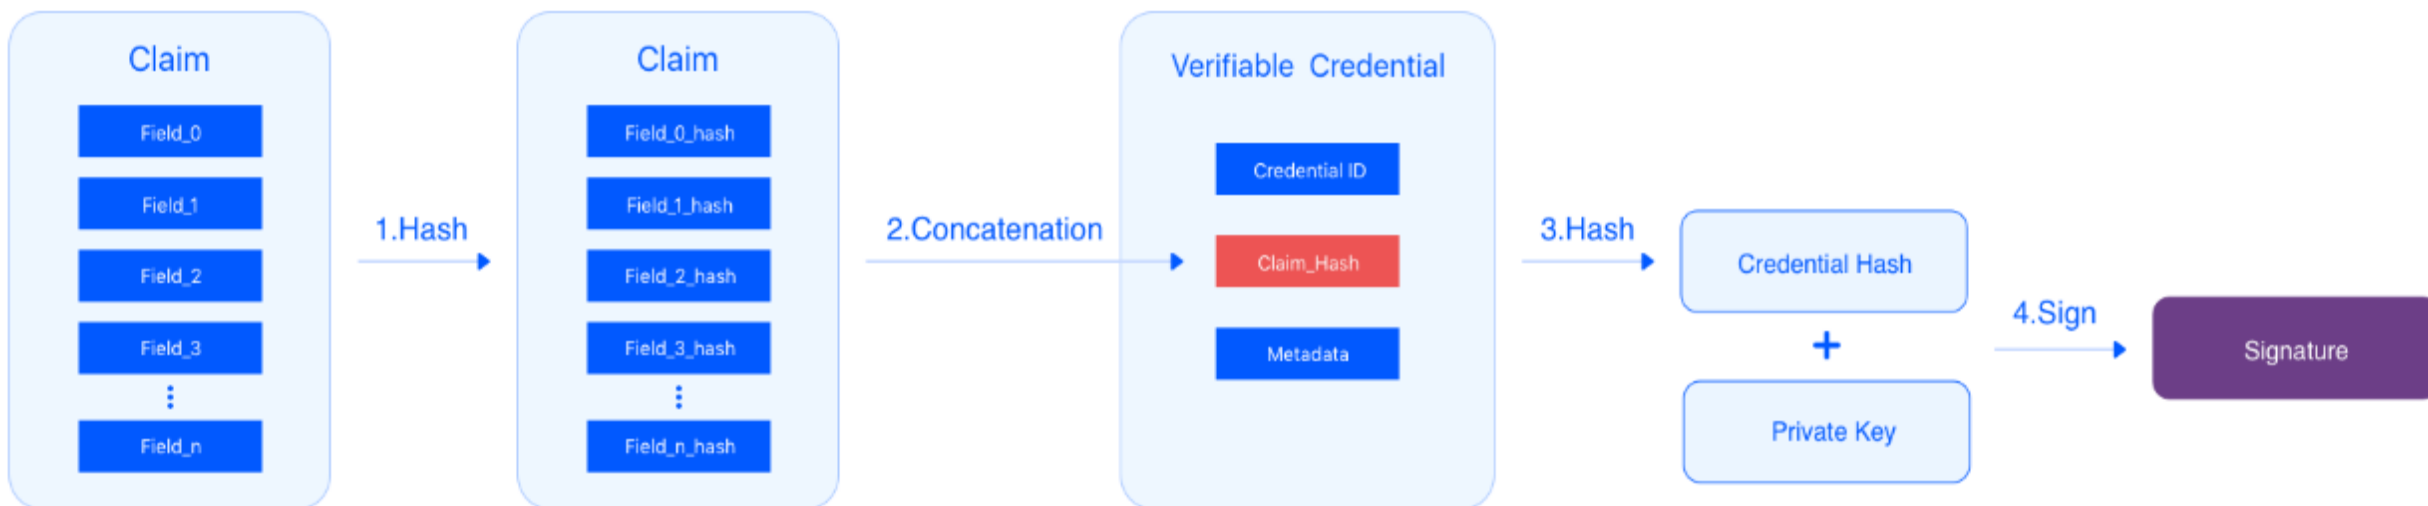 Claim
Field_0
Field_1
Field_2
Field_3
Field_n
1.Hash
Claim
Field_0_hash
Field_1_hash
Field_2_hash
Field_3_hash
Field_n_hash
2.Concatenation
Verifiable Credential
Credential ID
Claim_Hash
Metadata
3.Hash
Credential Hash
+
Private Key
4.Sign
Signature